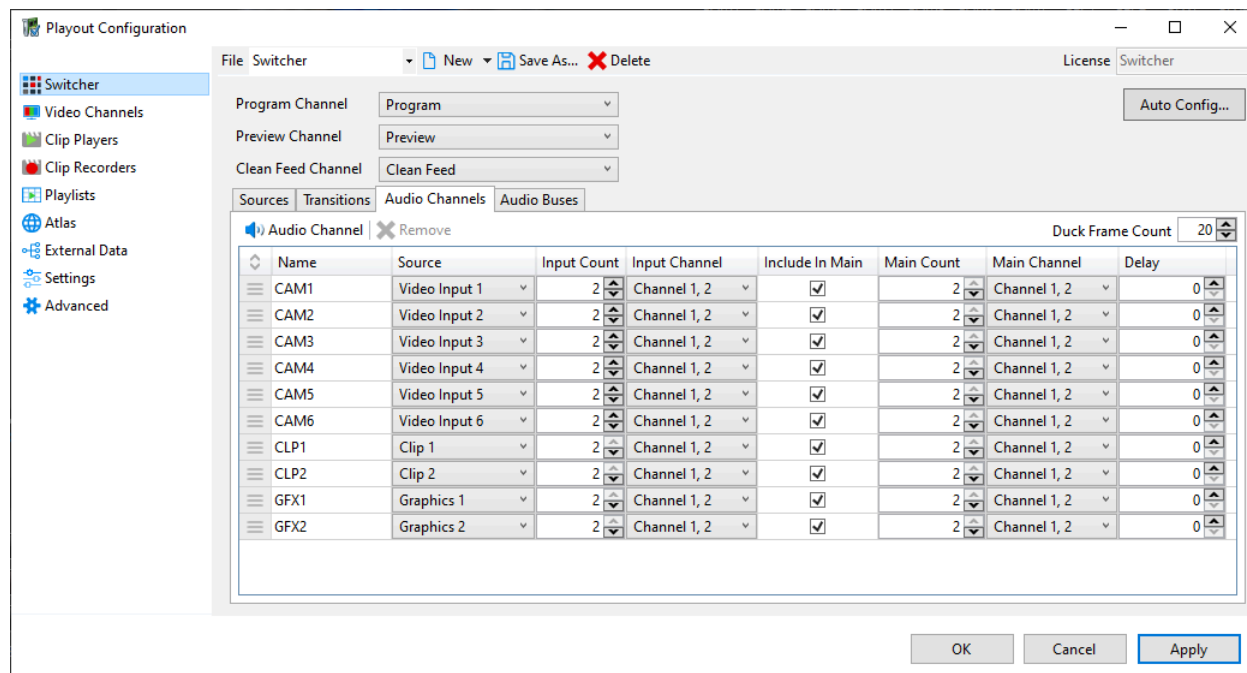 Playout Configuration
File Switcher New Save As... Delete License Switcher
Switcher
Video Channels
Clip Players
Clip Recorders
Playlists
Atlas
External Data
Settings
Advanced
Program Channel Program Auto Config...
Preview Channel Preview
Clean Feed Channel Clean Feed
Sources Transitions Audio Channels Audio Buses
Audio Channel Remove Duck Frame Count 20
Name Source Input Count Input Channel Include In Main Main Count Main Channel Delay
CAM1 Video Input 1 2 Channel 1, 2 2 Channel 1, 2 0
CAM2 Video Input 2 2 Channel 1, 2 2 Channel 1, 2 0
CAM3 Video Input 3 2 Channel 1, 2 2 Channel 1, 2 0
CAM4 Video Input 4 2 Channel 1, 2 2 Channel 1, 2 0
CAM5 Video Input 5 2 Channel 1, 2 2 Channel 1, 2 0
CAM6 Video Input 6 2 Channel 1, 2 2 Channel 1, 2 0
CLP1 Clip 1 2 Channel 1, 2 2 Channel 1, 2 0
CLP2 Clip 2 2 Channel 1, 2 2 Channel 1, 2 0
GFX1 Graphics 1 2 Channel 1, 2 2 Channel 1, 2 0
GFX2 Graphics 2 2 Channel 1, 2 2 Channel 1, 2 0
OK Cancel Apply